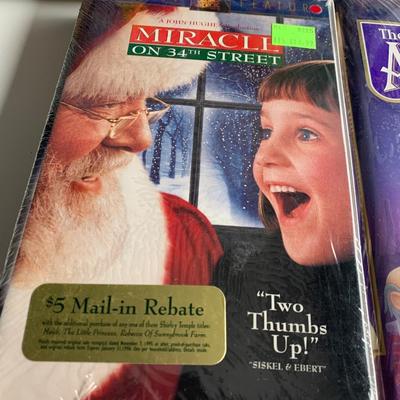 FEATURE
A JOHN HUGHES
MIRACLE
ON 34TH STREET
The
$5 Mail-in Rebate
with the additional purchase of any one of these Shirley Temple titles:
Heidi, The Little Princess, Rebecca Of Sunnybrook Farm.
"Two
Thumbs
Up!"
"SISKEL & EBERT"